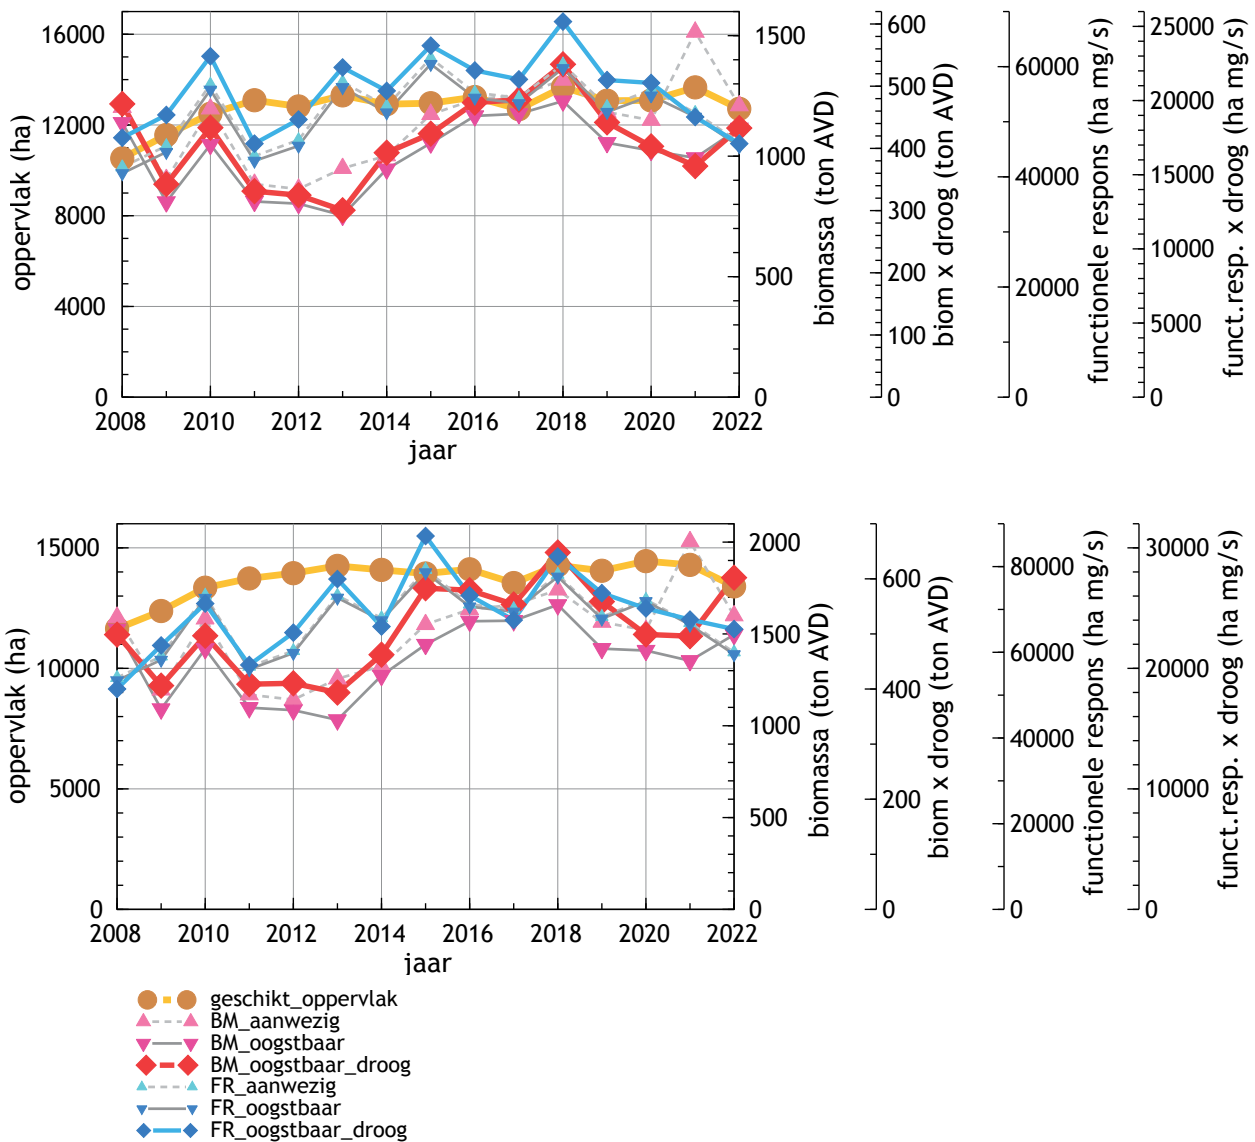 16000
12000
8000
4000
0
oppervlak (ha)
2008 2010 2012 2014 2016 2018 2020 2022
jaar
1500
1000
500
0
biomassa (ton AVD)
600
500
400
300
200
100
0
biom x droog (ton AVD)
60000
40000
20000
0
functionele respons (ha mg/s)
25000
20000
15000
10000
5000
0
funct.resp. x droog (ha mg/s)
15000
10000
5000
0
oppervlak (ha)
2008 2010 2012 2014 2016 2018 2020 2022
jaar
2000
1500
1000
500
0
biomassa (ton AVD)
600
400
200
0
biom x droog (ton AVD)
80000
60000
40000
20000
0
functionele respons (ha mg/s)
30000
20000
10000
0
funct.resp. x droog (ha mg/s)
geschikt_oppervlak
BM_aanwezig
BM_oogstbaar
BM_oogstbaar_droog
FR_aanwezig
FR_oogstbaar
FR_oogstbaar_droog